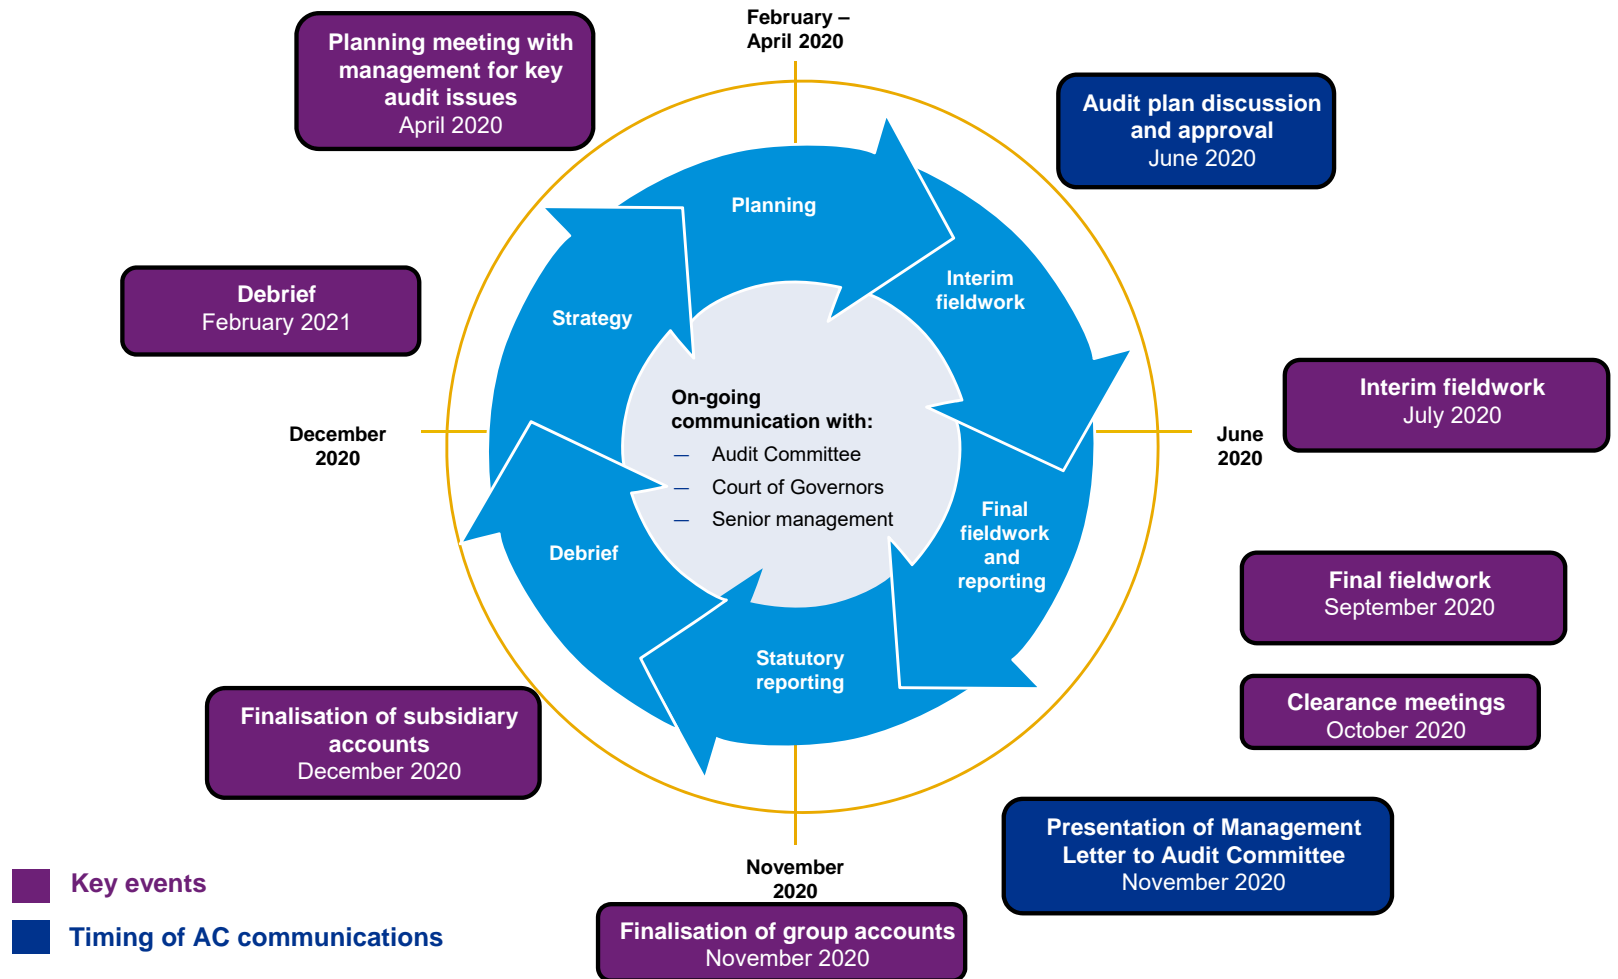 February –
April 2020
Planning meeting with
management for key
audit issues
April 2020
Audit plan discussion
and approval
June 2020
Planning
Interim
fieldwork
Strategy
Debrief
February 2021
On-going
communication with:
— Audit Committee
— Court of Governors
— Senior management
Interim fieldwork
July 2020
December
2020
June
2020
Final
fieldwork
and
reporting
Debrief
Final fieldwork
September 2020
Statutory
reporting
Clearance meetings
October 2020
Finalisation of subsidiary
accounts
December 2020
Presentation of Management
Letter to Audit Committee
November 2020
November
2020
Finalisation of group accounts
November 2020
Key events
Timing of AC communications